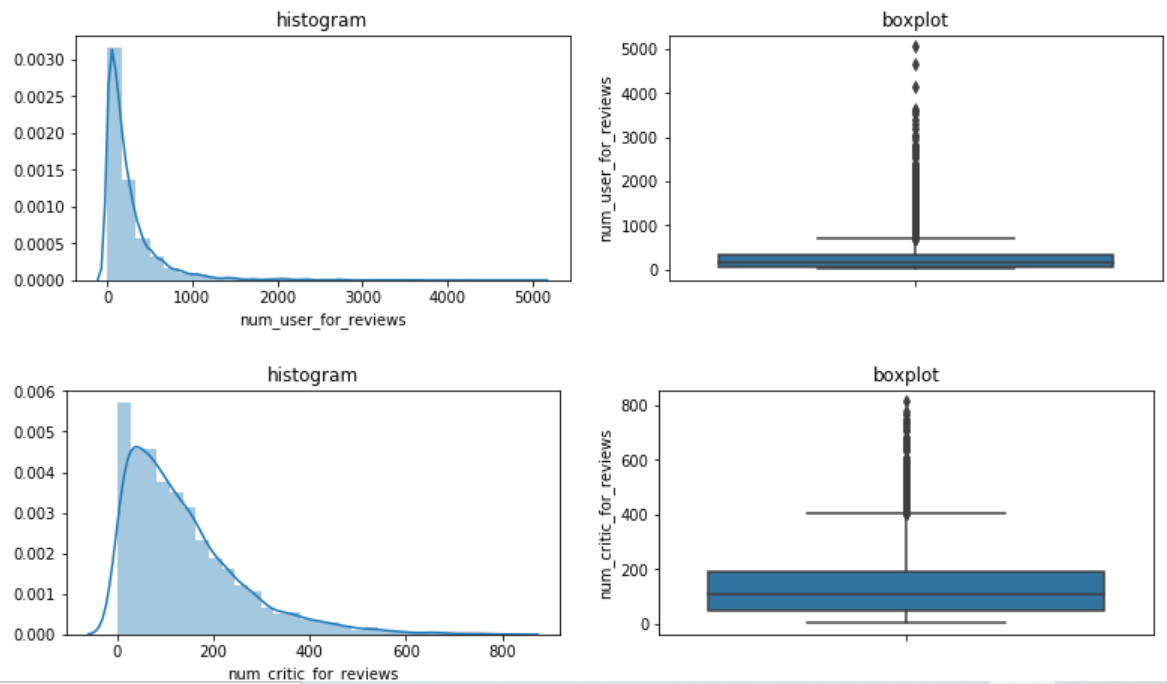 histogram
0.0030
0.0025
0.0020
0.0015
0.0010
0.0005
0.0000
0 1000 2000 3000 4000 5000
num_user_for_reviews
boxplot
num_user_for_reviews
5000
4000
3000
2000
1000
0
histogram
0.006
0.005
0.004
0.003
0.002
0.001
0.000
0 200 400 600 800
num_critic_for_reviews
boxplot
num_critic_for_reviews
800
600
400
200
0